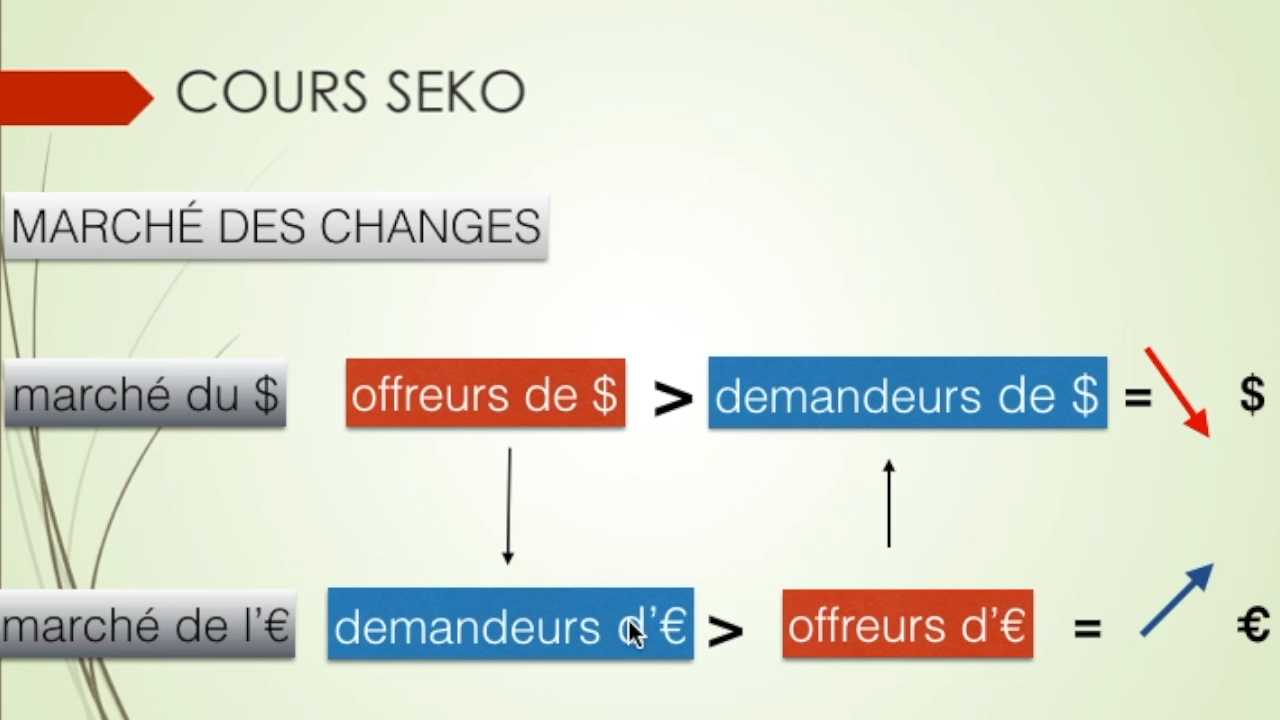 COURS SEKO
MARCHÉ DES CHANGES
marché du $ offreurs de $ > demandeurs de $ = $
marché de l'€ demandeurs d'€ > offreurs d'€ = €